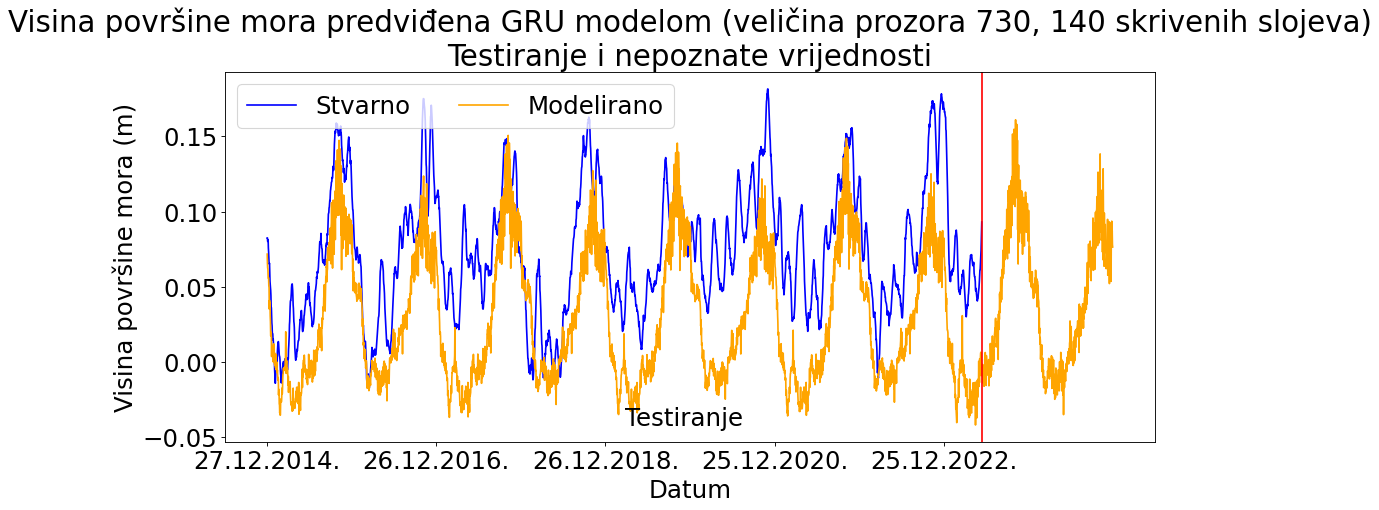 Visina površine mora predviđena GRU modelom (veličina prozora 730, 140 skrivenih slojeva)
Testiranje i nepoznate vrijednosti
Stvarno Modelirano
Visina površine mora (m)
0.15
0.10
0.05
0.00
−0.05
Testiranje
27.12.2014. 26.12.2016. 26.12.2018. 25.12.2020. 25.12.2022.
Datum